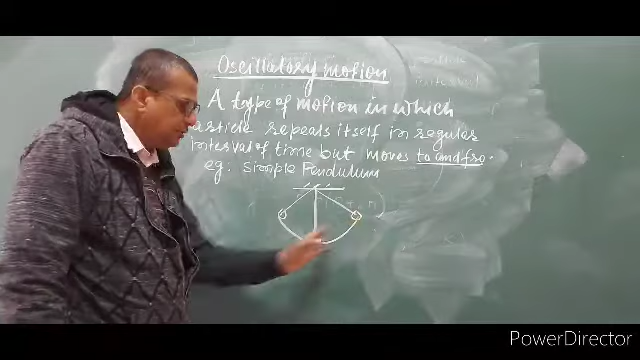 Oscillatory motion
A type of motion in which
particle repeats itself in regular
interval of time but moves to and fro.
eg. Simple Pendulum
PowerDirector